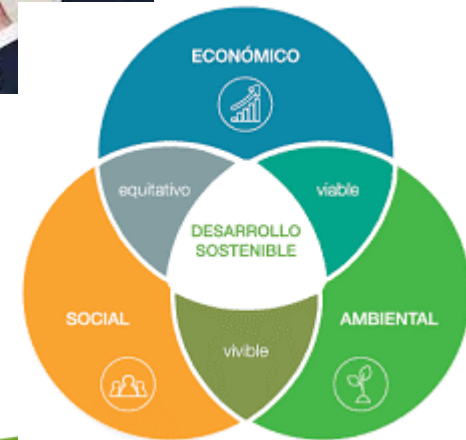 ECONÓMICO
equitativo
viable
DESARROLLO
SOSTENIBLE
SOCIAL
AMBIENTAL
vivible